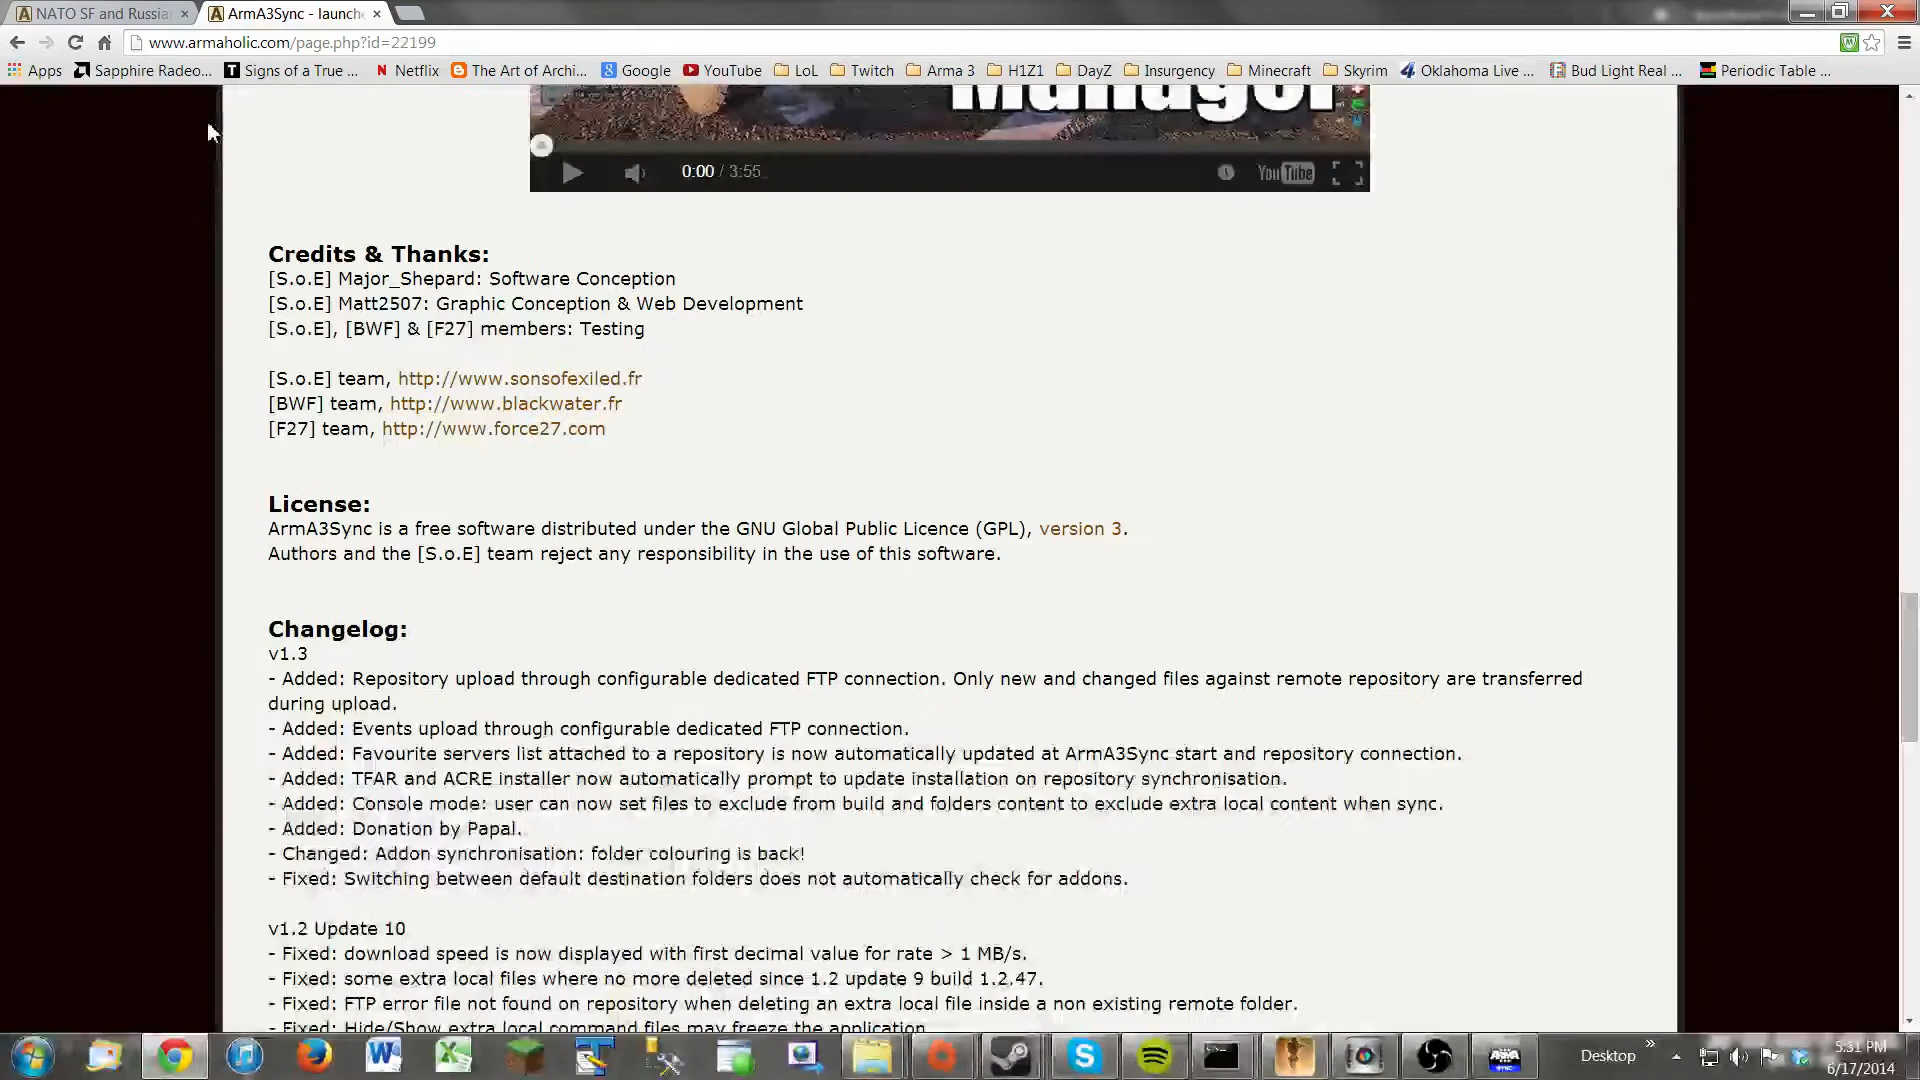 NATO SF and Russia
ArmA3Sync - launche
www.armaholic.com/page.php?id=22199
Apps
Sapphire Radeo...
Signs of a True ...
Netflix
The Art of Archi...
Google
YouTube
LoL
Twitch
Arma 3
H1Z1
DayZ
Insurgency
Minecraft
Skyrim
Oklahoma Live ...
Bud Light Real ...
Periodic Table ...
Manager
0:00 / 3:55
YouTube
Credits & Thanks:
[S.o.E] Major_Shepard: Software Conception
[S.o.E] Matt2507: Graphic Conception & Web Development
[S.o.E], [BWF] & [F27] members: Testing
[S.o.E] team, http://www.sonsofexiled.fr
[BWF] team, http://www.blackwater.fr
[F27] team, http://www.force27.com
License:
ArmA3Sync is a free software distributed under the GNU Global Public Licence (GPL), version 3.
Authors and the [S.o.E] team reject any responsibility in the use of this software.
Changelog:
v1.3
- Added: Repository upload through configurable dedicated FTP connection. Only new and changed files against remote repository are transferred
during upload.
- Added: Events upload through configurable dedicated FTP connection.
- Added: Favourite servers list attached to a repository is now automatically updated at ArmA3Sync start and repository connection.
- Added: TFAR and ACRE installer now automatically prompt to update installation on repository synchronisation.
- Added: Console mode: user can now set files to exclude from build and folders content to exclude extra local content when sync.
- Added: Donation by Papal.
- Changed: Addon synchronisation: folder colouring is back!
- Fixed: Switching between default destination folders does not automatically check for addons.
v1.2 Update 10
- Fixed: download speed is now displayed with first decimal value for rate > 1 MB/s.
- Fixed: some extra local files where no more deleted since 1.2 update 9 build 1.2.47.
- Fixed: FTP error file not found on repository when deleting an extra local file inside a non existing remote folder.
- Fixed: Hide/Show extra local command files may freeze the application
Desktop
5:31 PM
6/17/2014